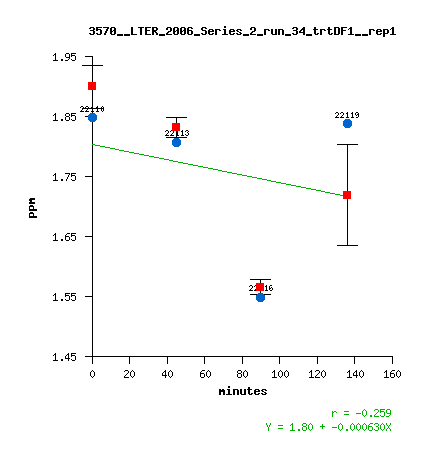 3570__LTER_2006_Series_2_run_34_trtDF1__rep1
1.95
1.85
1.75
1.65
1.55
1.45
PPM
22110
22113
22116
22119
0 20 40 60 80 100 120 140 160
minutes
r = -0.259
Y = 1.80 + -0.000630X